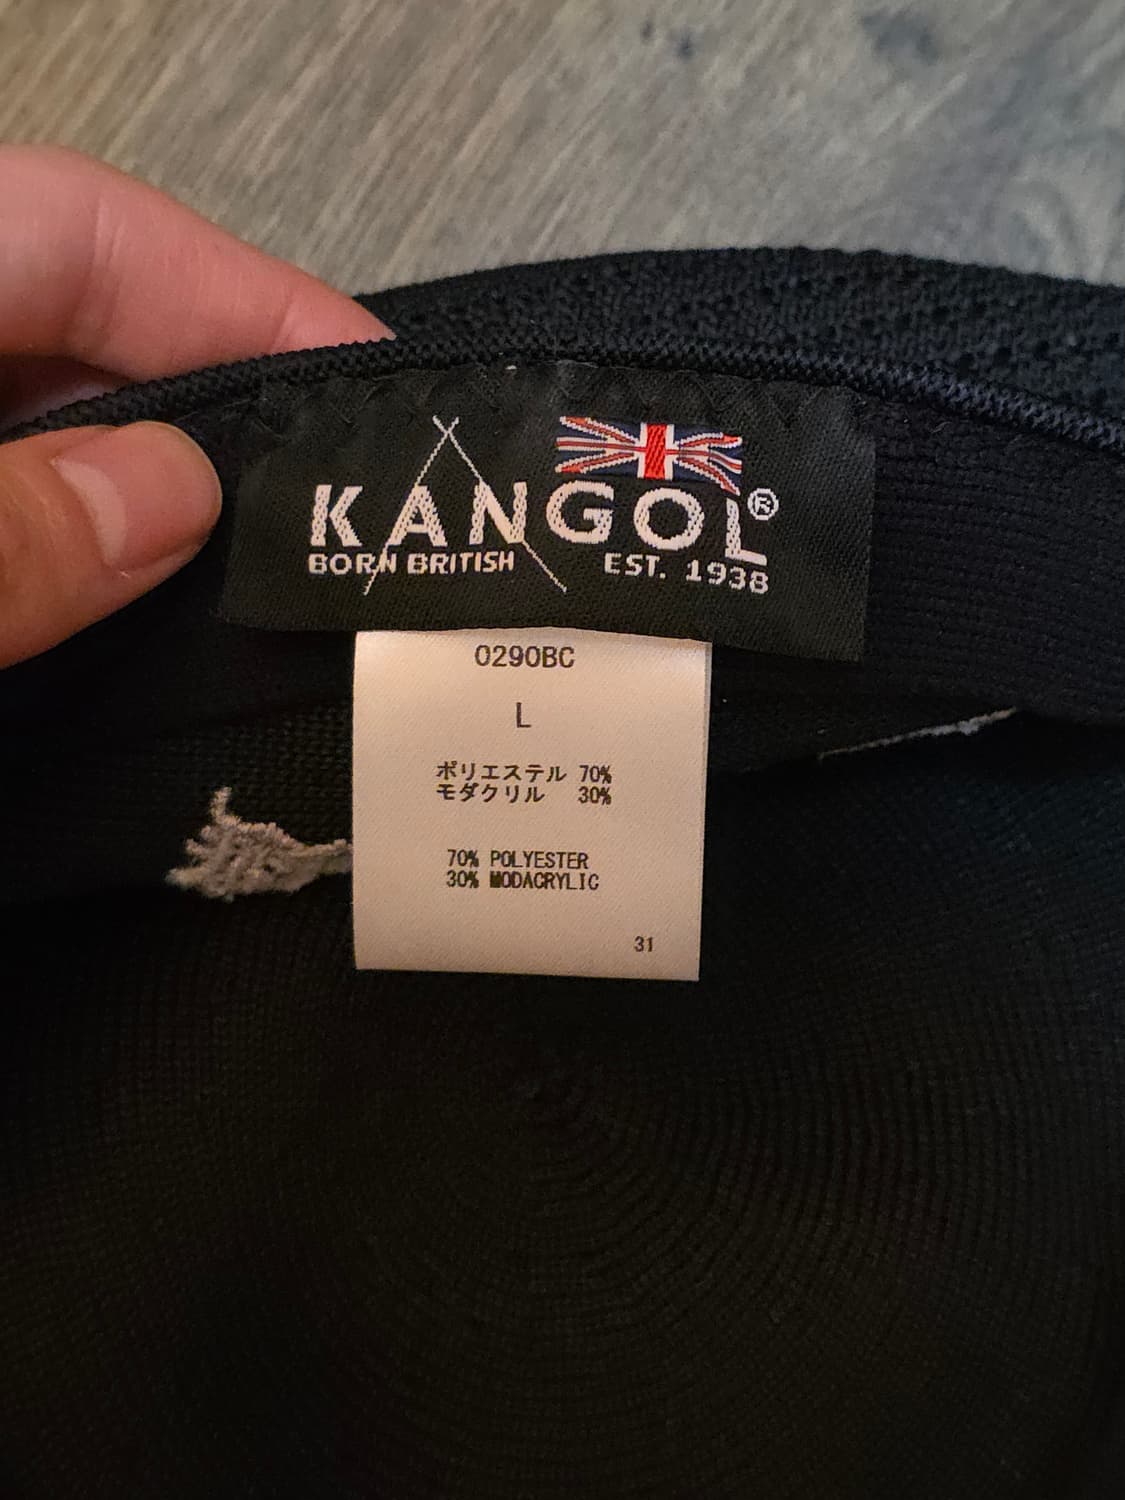 KANGOL®
BORN BRITISH EST. 1938
0290BC
L
ポリエステル 70%
モダクリル 30%
70% POLYESTER
30% MODACRYLIC
31